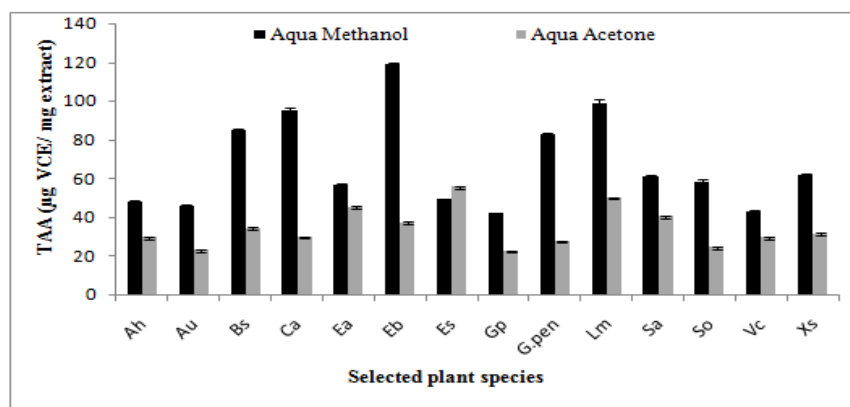 Aqua Methanol
Aqua Acetone
TAA (µg VCE/ mg extract)
140
120
100
80
60
40
20
0
Ah
Au
Bs
Ca
Ea
Eb
Es
Gp
G.pen
Lm
Sa
So
Vc
Xs
Selected plant species